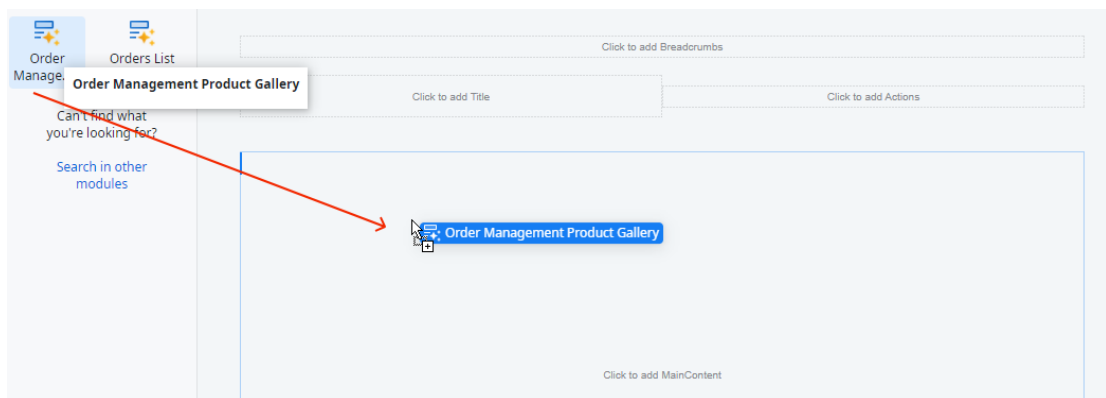 Order
Manage.
Orders List
Order Management Product Gallery
Can't find what
you're looking for?
Search in other
modules
Click to add Breadcrumbs
Click to add Title
Click to add Actions
Order Management Product Gallery
Click to add MainContent